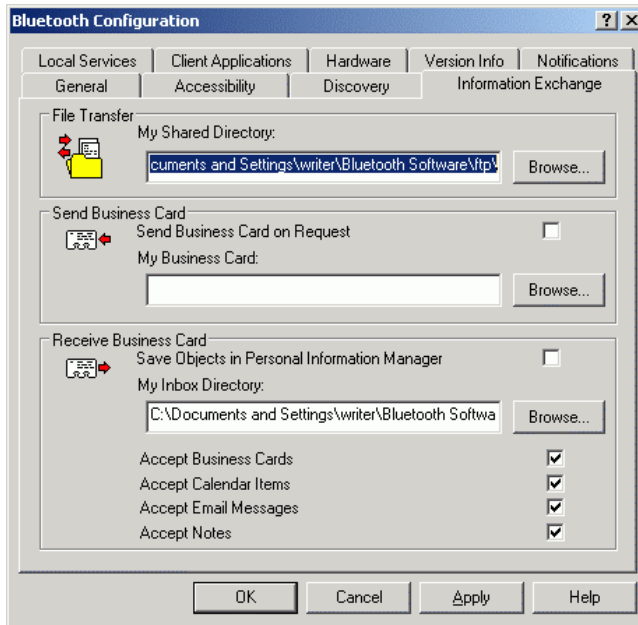 Bluetooth Configuration
Local Services
Client Applications
Hardware
Version Info
Notifications
General
Accessibility
Discovery
Information Exchange
File Transfer
My Shared Directory:
cuments and Settings\writer\Bluetooth Software\ftp\
Browse...
Send Business Card
Send Business Card on Request
My Business Card:
Browse...
Receive Business Card
Save Objects in Personal Information Manager
My Inbox Directory:
C:\Documents and Settings\writer\Bluetooth Softwa
Browse...
Accept Business Cards
Accept Calendar Items
Accept Email Messages
Accept Notes
OK
Cancel
Apply
Help